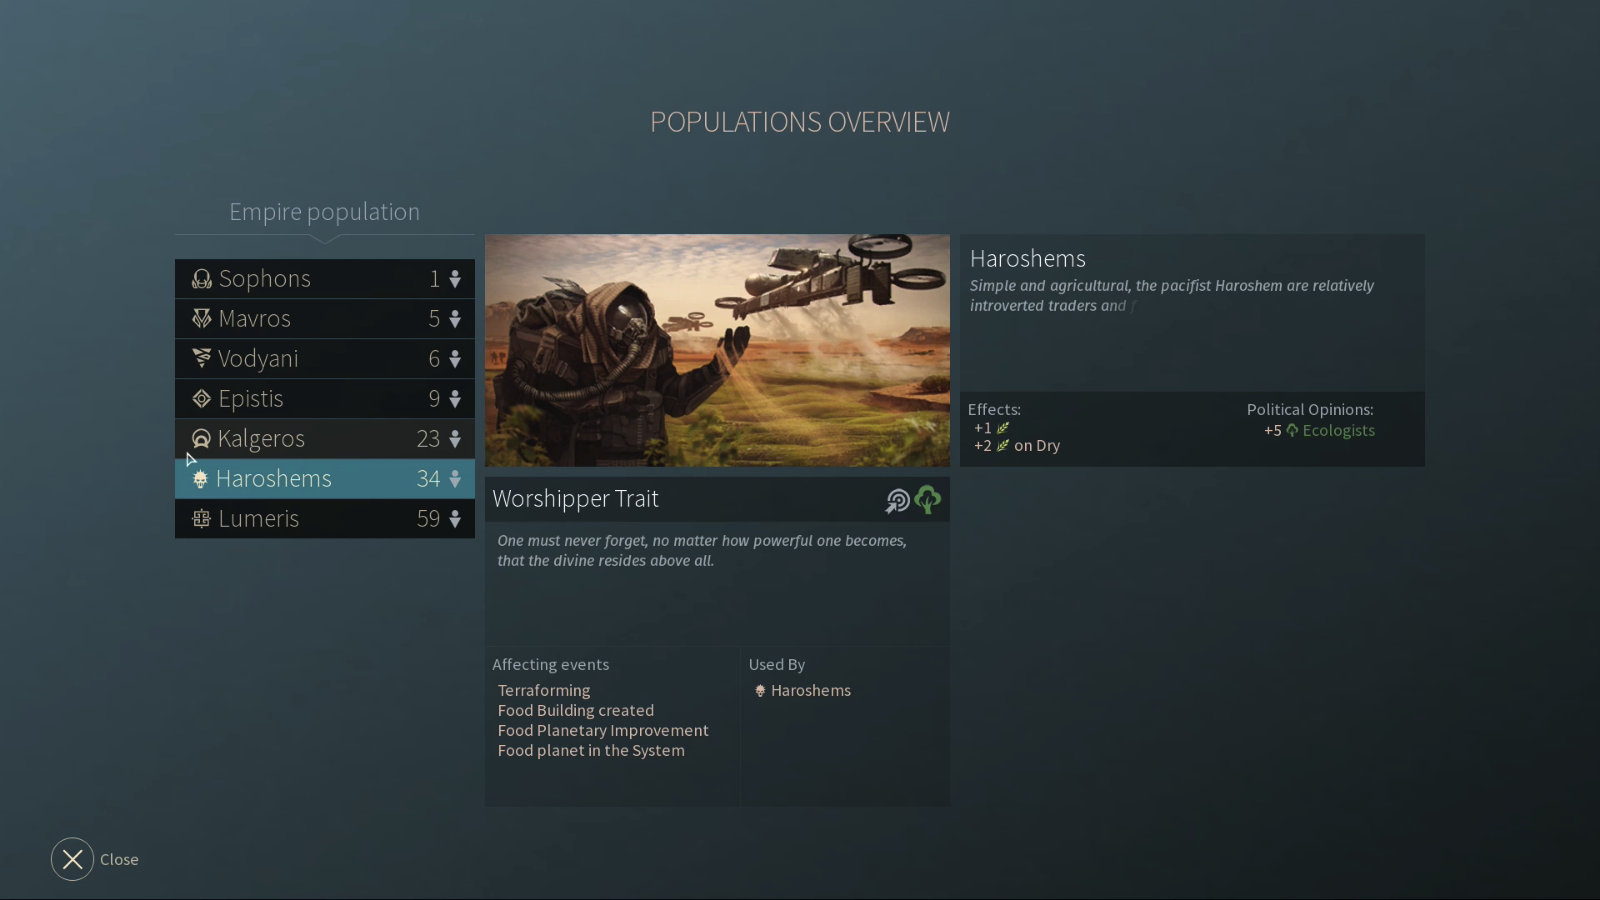 POPULATIONS OVERVIEW
Empire population
Sophons 1
Mavros 5
Vodyani 6
Epistis 9
Kalgeros 23
Haroshems 34
Lumeris 59
Haroshems
Simple and agricultural, the pacifist Haroshem are relatively
introverted traders and f
Effects:
+1
+2 on Dry
Political Opinions:
+5 Ecologists
Worshipper Trait
One must never forget, no matter how powerful one becomes,
that the divine resides above all.
Affecting events
Terraforming
Food Building created
Food Planetary Improvement
Food planet in the System
Used By
Haroshems
Close